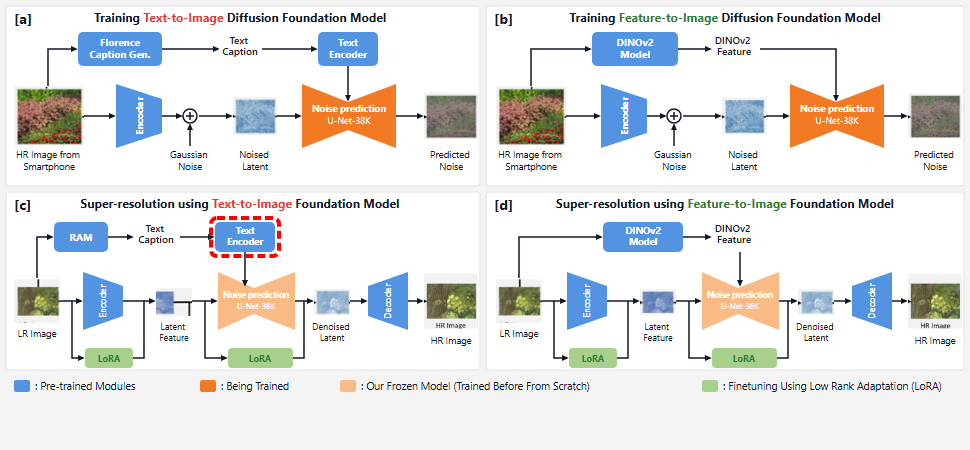 [a] Training Text-to-Image Diffusion Foundation Model
Florence
Caption Gen.
Text
Caption
Text
Encoder
Encoder
Noise prediction
U-Net-38K
HR Image from
Smartphone
Gaussian
Noise
Noised
Latent
Predicted
Noise
[b] Training Feature-to-Image Diffusion Foundation Model
DINOv2
Model
DINOv2
Feature
Encoder
Noise prediction
U-Net-38K
HR Image from
Smartphone
Gaussian
Noise
Noised
Latent
Predicted
Noise
[c] Super-resolution using Text-to-Image Foundation Model
RAM
Text
Caption
Text
Encoder
Encoder
Noise prediction
U-Net-38K
Decoder
LR Image
LR Image
Latent
Feature
Denoised
Latent
HR Image
HR Image
LoRA
LoRA
[d] Super-resolution using Feature-to-Image Foundation Model
DINOv2
Model
DINOv2
Feature
Encoder
Noise prediction
U-Net-38K
Decoder
LR Image
Latent
Feature
Denoised
Latent
HR Image
HR Image
LoRA
LoRA
: Pre-trained Modules
: Being Trained
: Our Frozen Model (Trained Before From Scratch)
: Finetuning Using Low Rank Adaptation (LoRA)